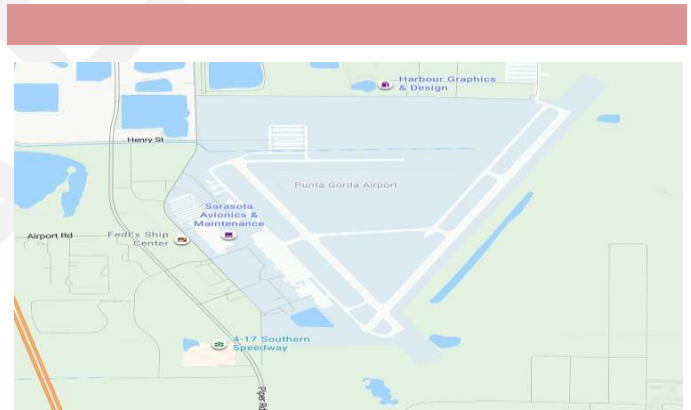 Harbour Graphics
& Design
Henry St
Punta Gorda Airport
Sarasota
Avionics &
Maintenance
Airport Rd
FedEx Ship
Center
4-17 Southern
Speedway
Piper Rd